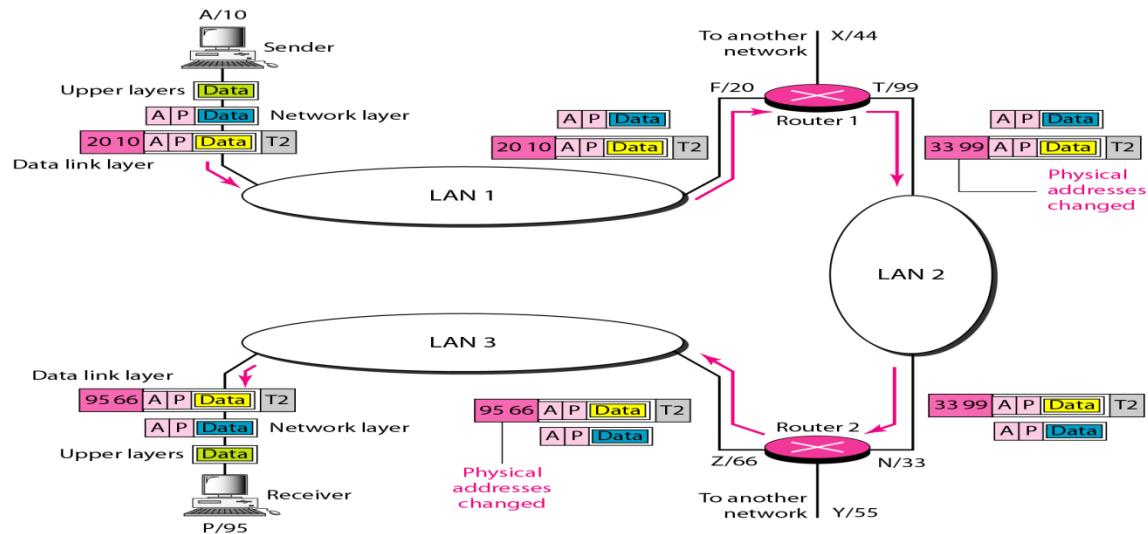 A/10
Sender
Upper layers Data
A P Data Network layer
20 10 A P Data T2
Data link layer
LAN 1
A P Data
20 10 A P Data T2
F/20
To another
network
X/44
T/99
Router 1
A P Data
33 99 A P Data T2
Physical
addresses
changed
LAN 2
33 99 A P Data T2
A P Data
N/33
Router 2
Z/66
To another
network
Y/55
95 66 A P Data T2
A P Data
Physical
addresses
changed
LAN 3
Data link layer
95 66 A P Data T2
A P Data Network layer
Upper layers Data
Receiver
P/95